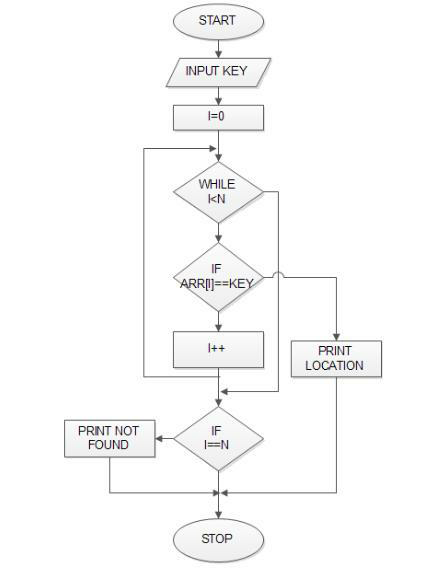 START
INPUT KEY
I=0
WHILE
I<N
IF
ARR[I]==KEY
I++
PRINT
LOCATION
IF
I==N
PRINT NOT
FOUND
STOP